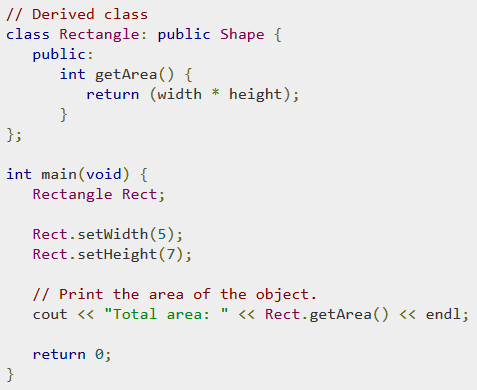 // Derived class
class Rectangle: public Shape {
   public:
      int getArea() {
         return (width * height);
      }
};

int main(void) {
   Rectangle Rect;

   Rect.setWidth(5);
   Rect.setHeight(7);

   // Print the area of the object.
   cout << "Total area: " << Rect.getArea() << endl;

   return 0;
}